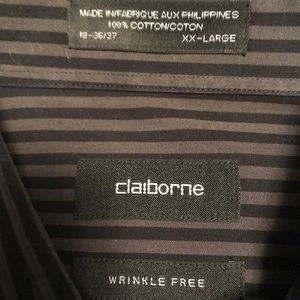 MADE IN/FABRIQUE AUX PHILIPPINES
100% COTTON/COTON
18-36/37 XX-LARGE
claiborne
WRINKLE FREE